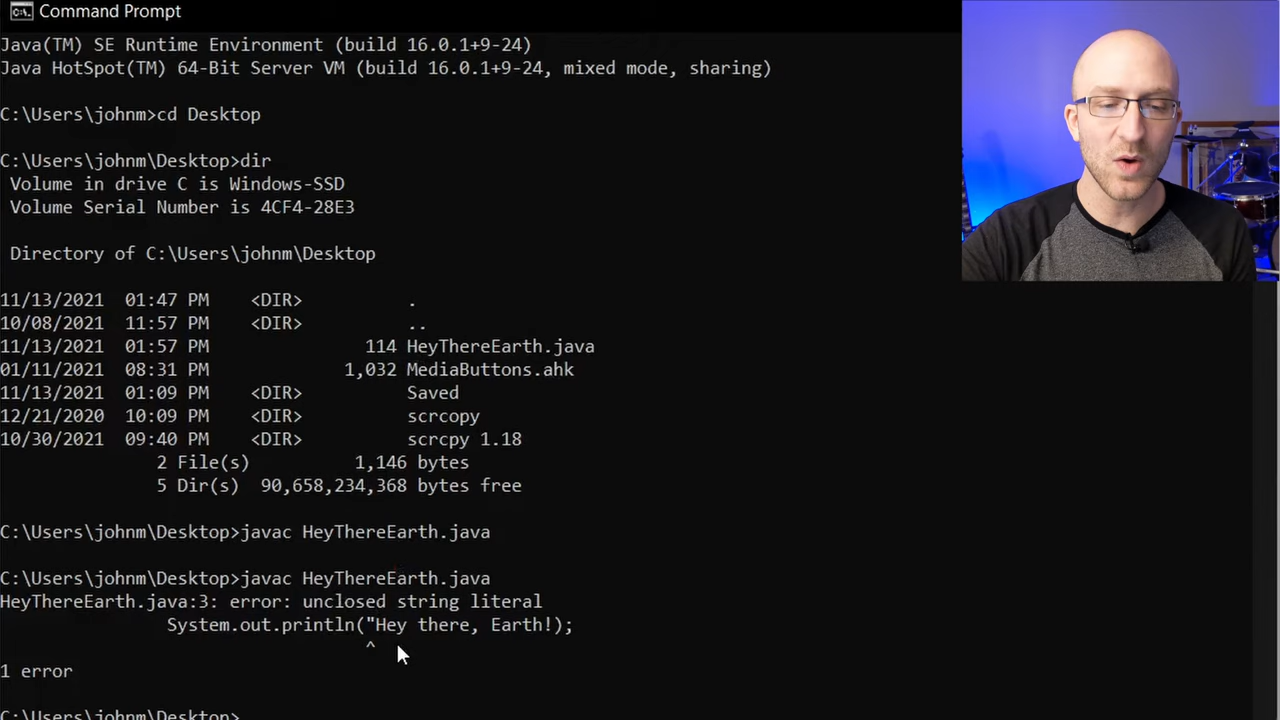 Command Prompt
Java(TM) SE Runtime Environment (build 16.0.1+9-24)
Java HotSpot(TM) 64-Bit Server VM (build 16.0.1+9-24, mixed mode, sharing)
C:\Users\johnm>cd Desktop
C:\Users\johnm\Desktop>dir
Volume in drive C is Windows-SSD
Volume Serial Number is 4CF4-28E3
Directory of C:\Users\johnm\Desktop
11/13/2021 01:47 PM <DIR> .
10/08/2021 11:57 PM <DIR> ..
11/13/2021 01:57 PM 114 HeyThereEarth.java
01/11/2021 08:31 PM 1,032 MediaButtons.ahk
11/13/2021 01:09 PM <DIR> Saved
12/21/2020 10:09 PM <DIR> scrcopy
10/30/2021 09:40 PM <DIR> scrcpy 1.18
2 File(s) 1,146 bytes
5 Dir(s) 90,658,234,368 bytes free
C:\Users\johnm\Desktop>javac HeyThereEarth.java
C:\Users\johnm\Desktop>javac HeyThereEarth.java
HeyThereEarth.java:3: error: unclosed string literal
System.out.println("Hey there, Earth!);
^
1 error
C:\Users\johnm\Desktop>